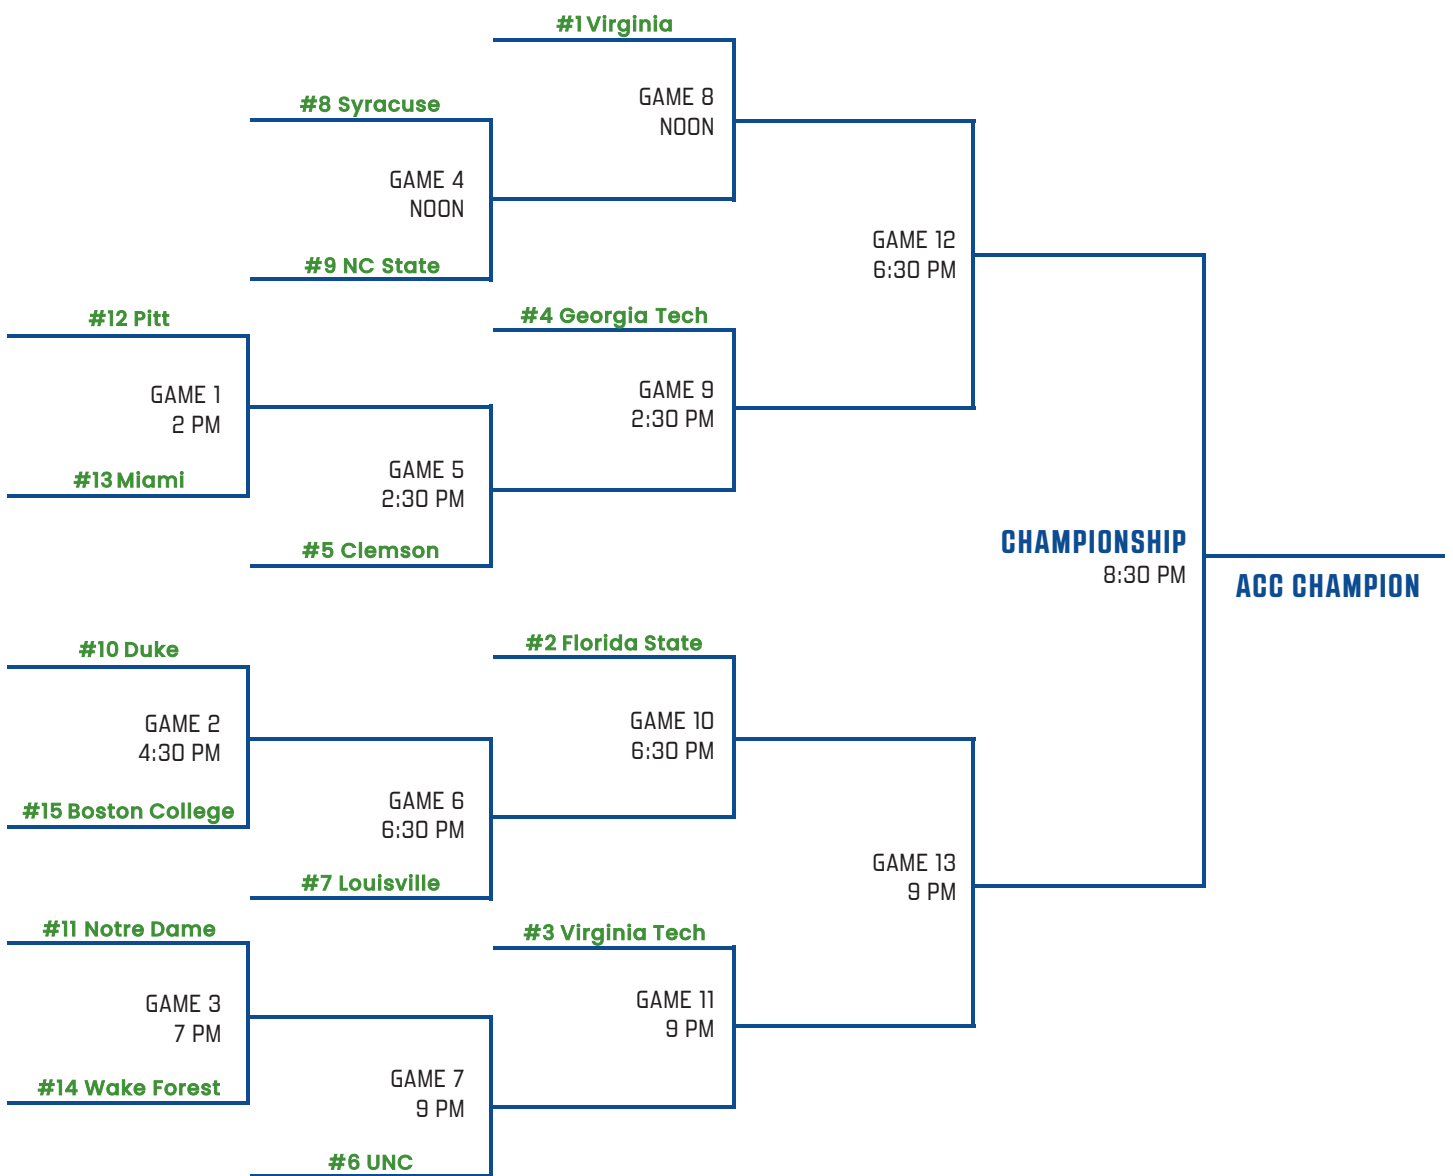 #1 Virginia
GAME 8
NOON
#8 Syracuse
GAME 4
NOON
#9 NC State
GAME 12
6:30 PM
#12 Pitt
GAME 1
2 PM
#13 Miami
#4 Georgia Tech
GAME 9
2:30 PM
GAME 5
2:30 PM
#5 Clemson
CHAMPIONSHIP
8:30 PM
ACC CHAMPION
#10 Duke
GAME 2
4:30 PM
#15 Boston College
#2 Florida State
GAME 10
6:30 PM
GAME 6
6:30 PM
#7 Louisville
GAME 13
9 PM
#11 Notre Dame
GAME 3
7 PM
#14 Wake Forest
#3 Virginia Tech
GAME 11
9 PM
GAME 7
9 PM
#6 UNC